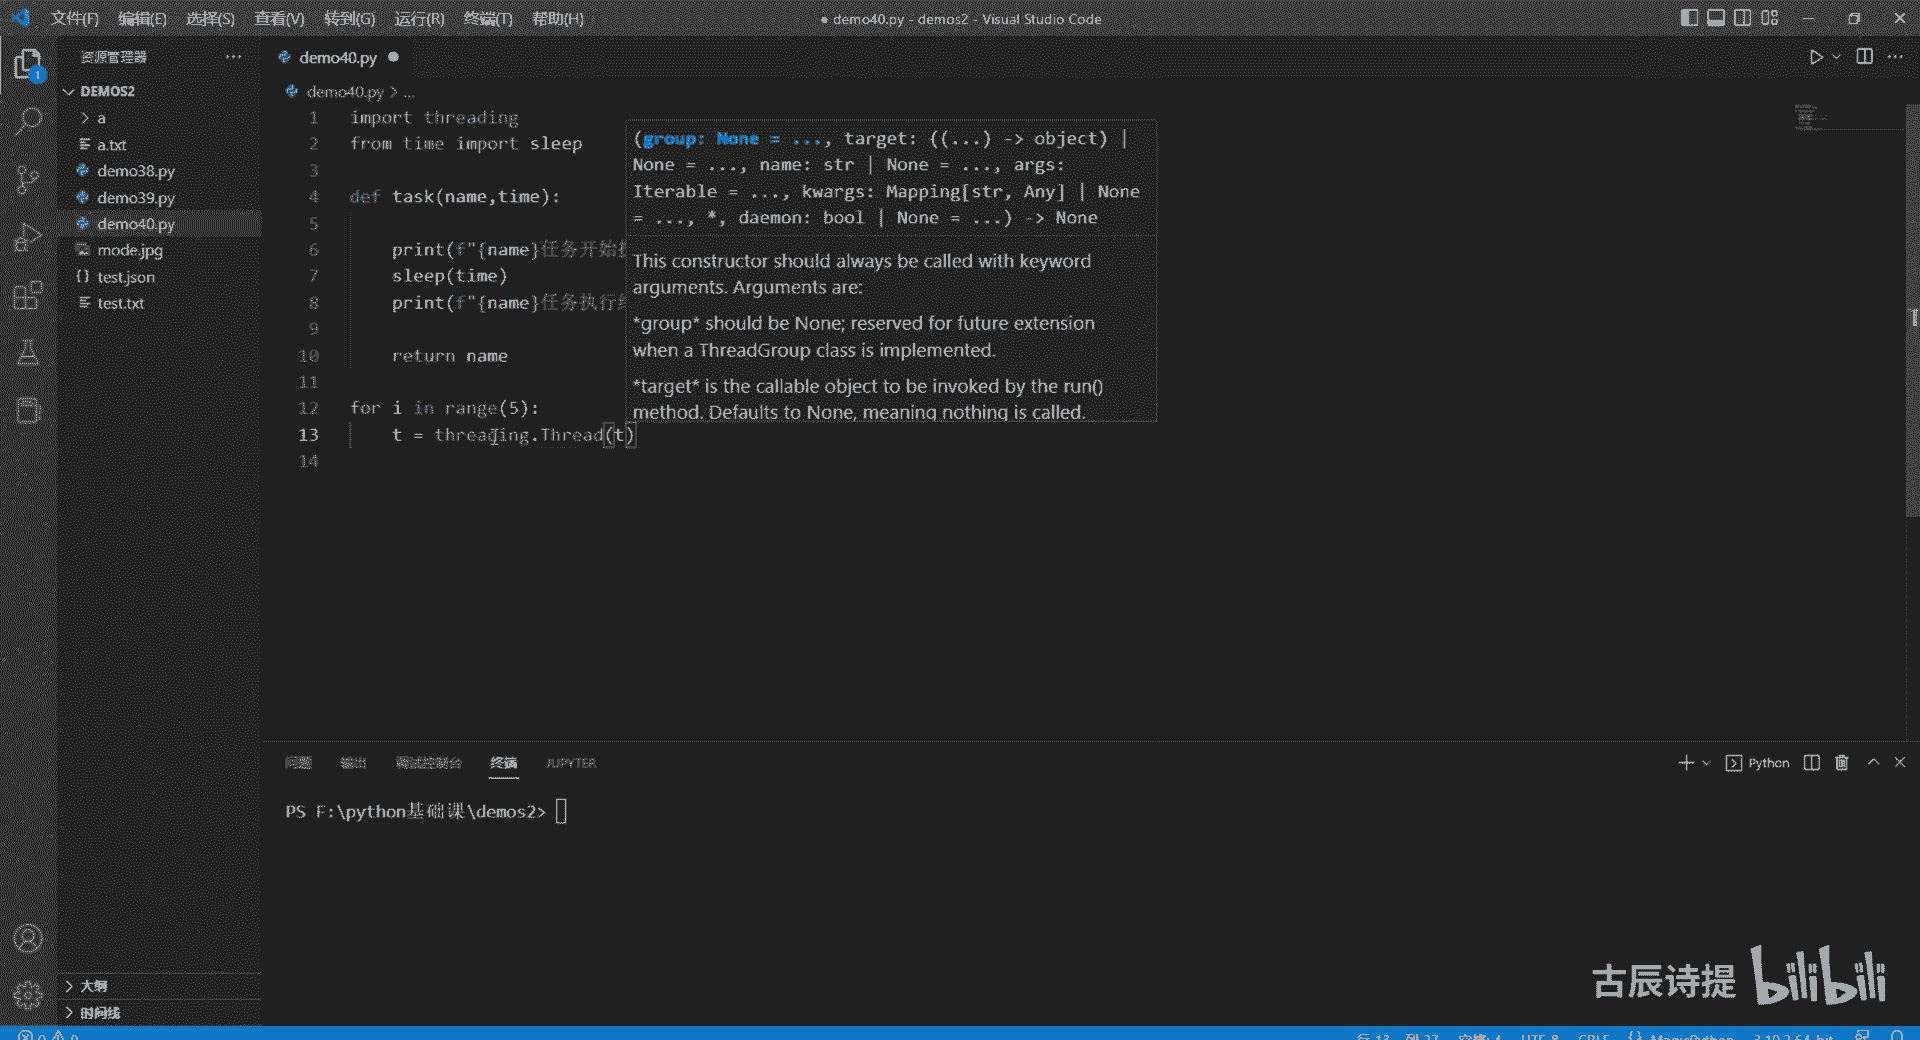 文件(F) 编辑(E) 选择(S) 查看(V) 转到(G) 运行(R) 终端(T) 帮助(H)
● demo40.py - demos2 - Visual Studio Code
资源管理器
1
DEMOS2
a
a.txt
demo38.py
demo39.py
demo40.py
mode.jpg
test.json
test.txt
大纲
时间线
demo40.py
demo40.py > ...
1 import threading
2 from time import sleep
3
4 def task(name,time):
5
6 print(f"{name}任务开始
7 sleep(time)
8 print(f"{name}任务执行
9
10 return name
11
12 for i in range(5):
13 t = threading.Thread(t)
14
(group: None = ..., target: ((...) -> object) |
None = ..., name: str | None = ..., args:
Iterable = ..., kwargs: Mapping[str, Any] | None
= ..., *, daemon: bool | None = ...) -> None
This constructor should always be called with keyword
arguments. Arguments are:
*group* should be None; reserved for future extension
when a ThreadGroup class is implemented.
*target* is the callable object to be invoked by the run()
method. Defaults to None, meaning nothing is called.
问题 输出 调试控制台 终端 JUPYTER
Python
PS F:\python基础课\demos2>
古辰诗提 bilibili